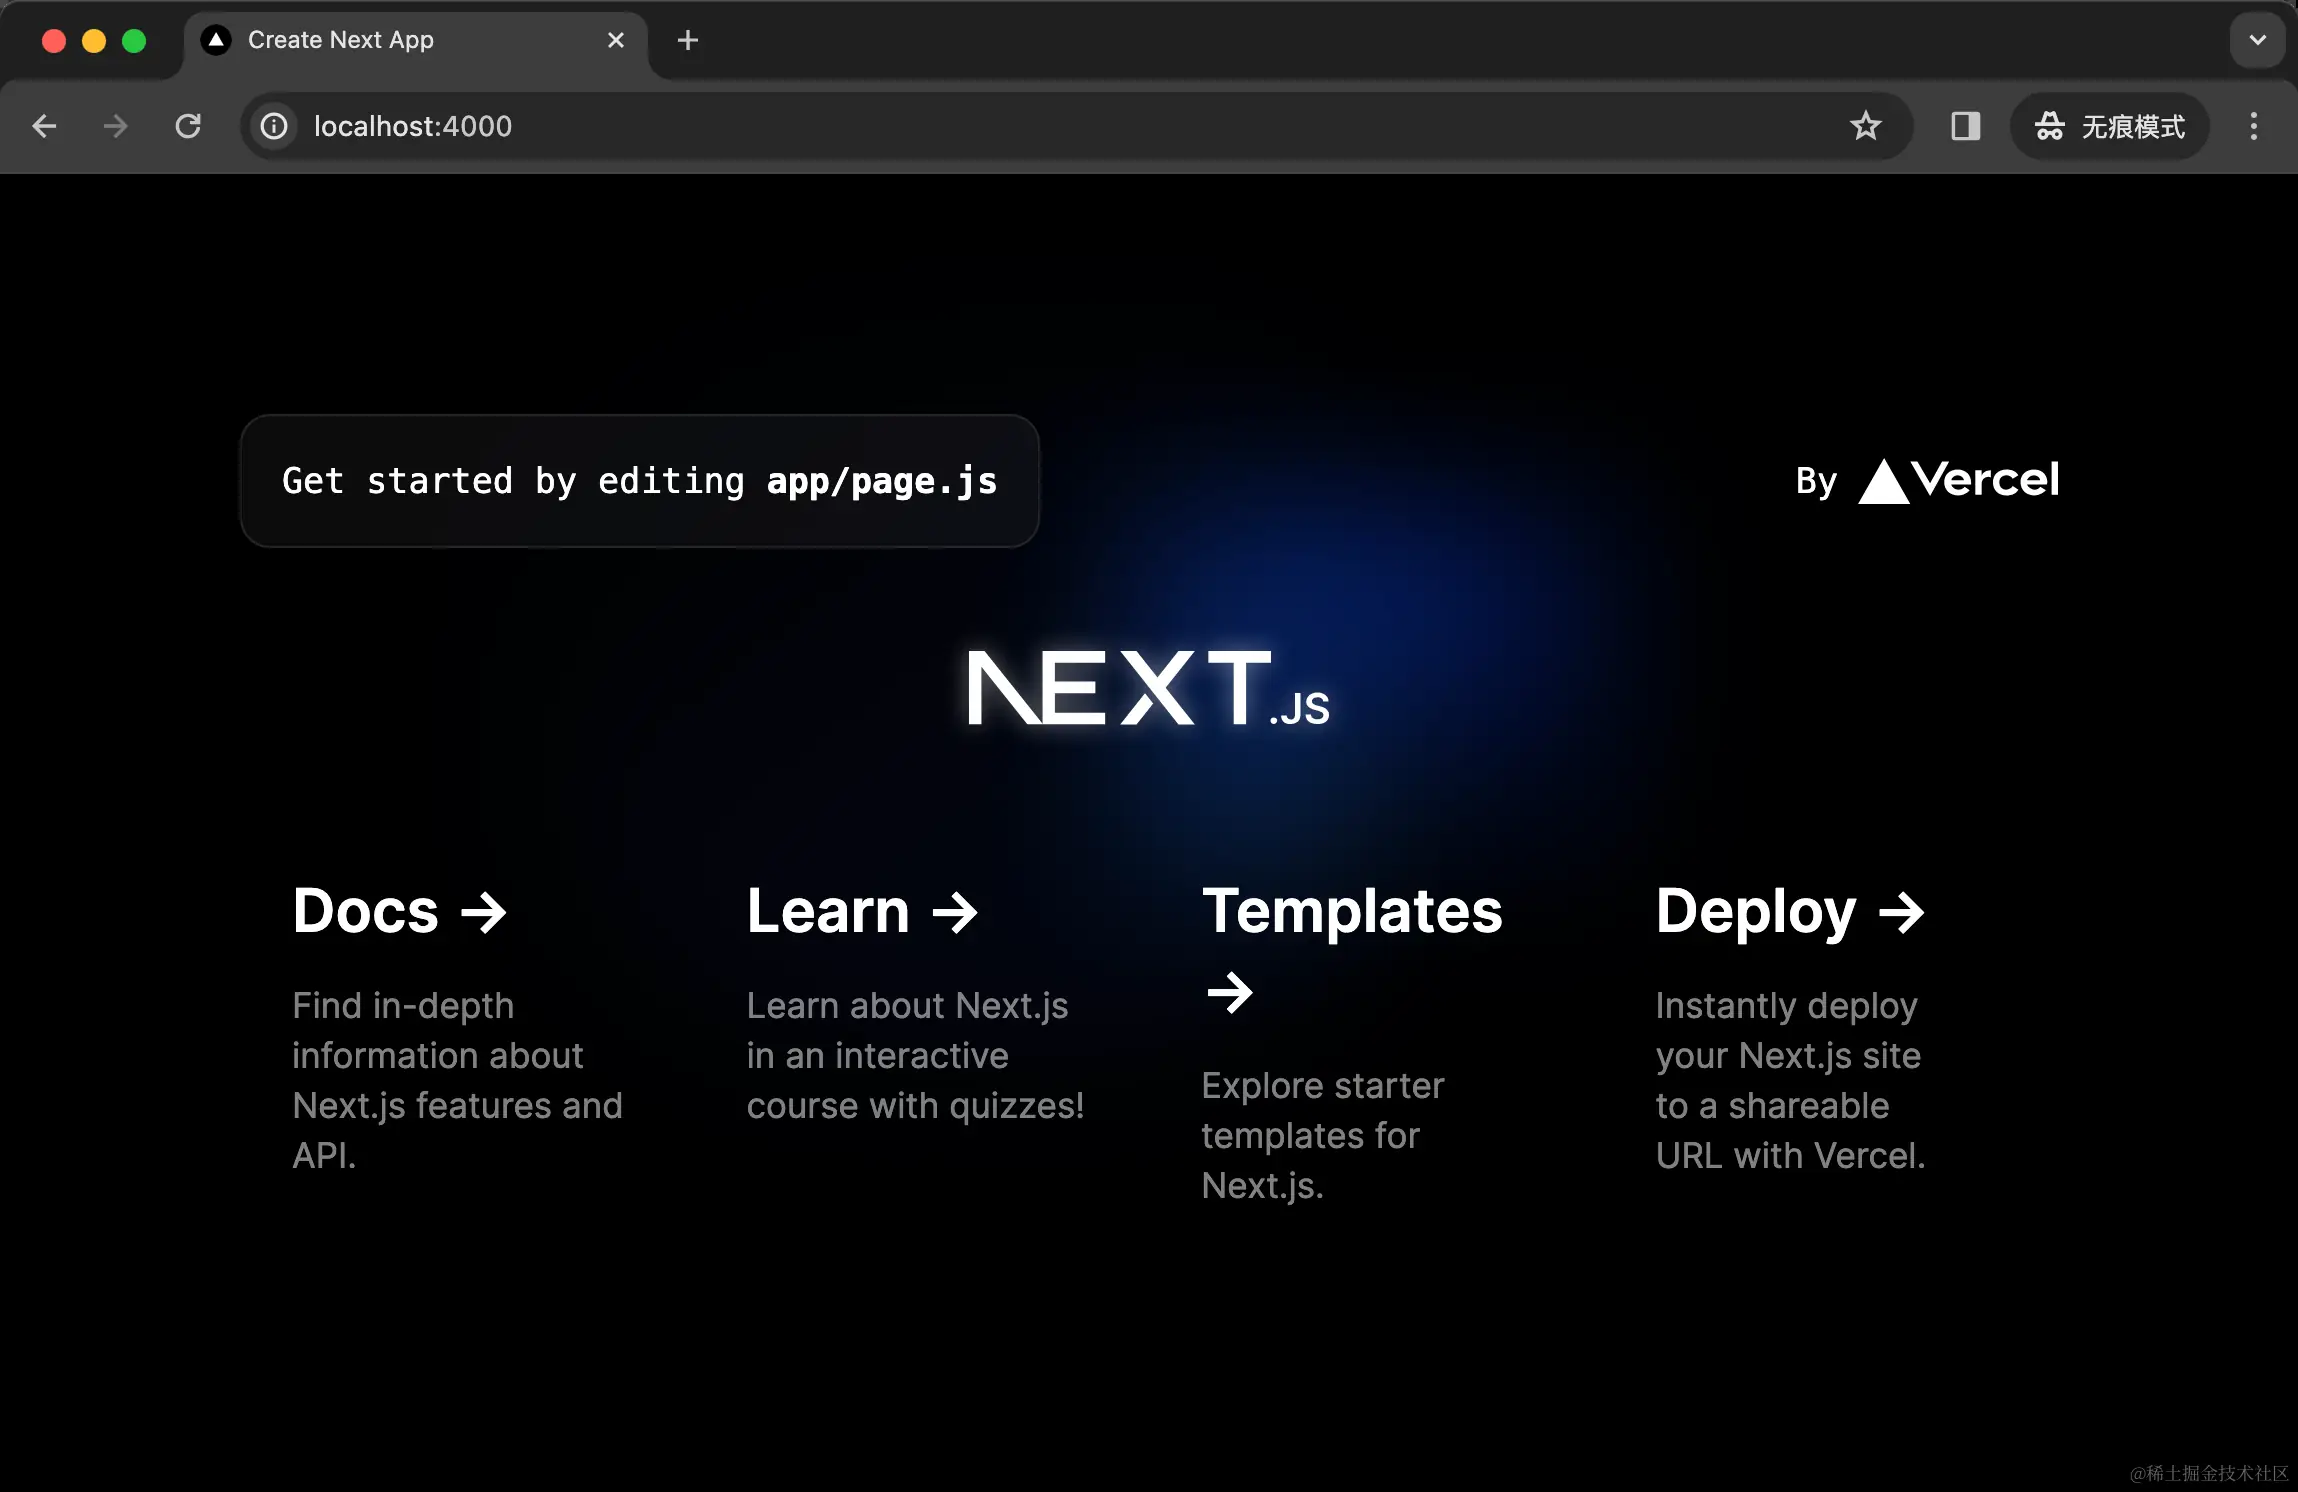 Create Next App
localhost:4000
无痕模式
Get started by editing app/page.js
By Vercel
NEXT.JS
Docs →
Find in-depth
information about
Next.js features and
API.
Learn →
Learn about Next.js
in an interactive
course with quizzes!
Templates
→
Explore starter
templates for
Next.js.
Deploy →
Instantly deploy
your Next.js site
to a shareable
URL with Vercel.
@稀土掘金技术社区